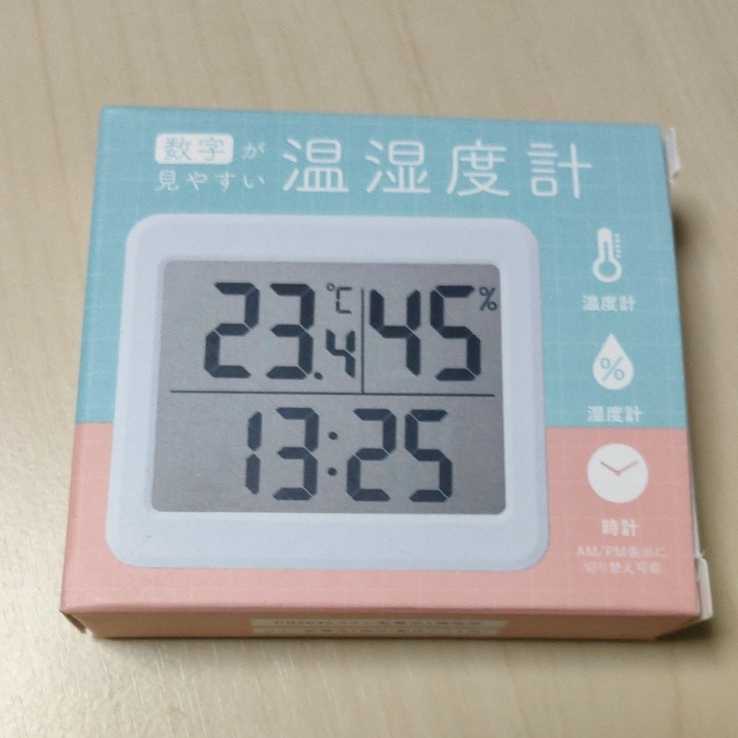 数字が
見やすい
温湿度計
23.4℃ 45%
13:25
温度計
%
湿度計
時計
AM/PM表示に
切り替え可能